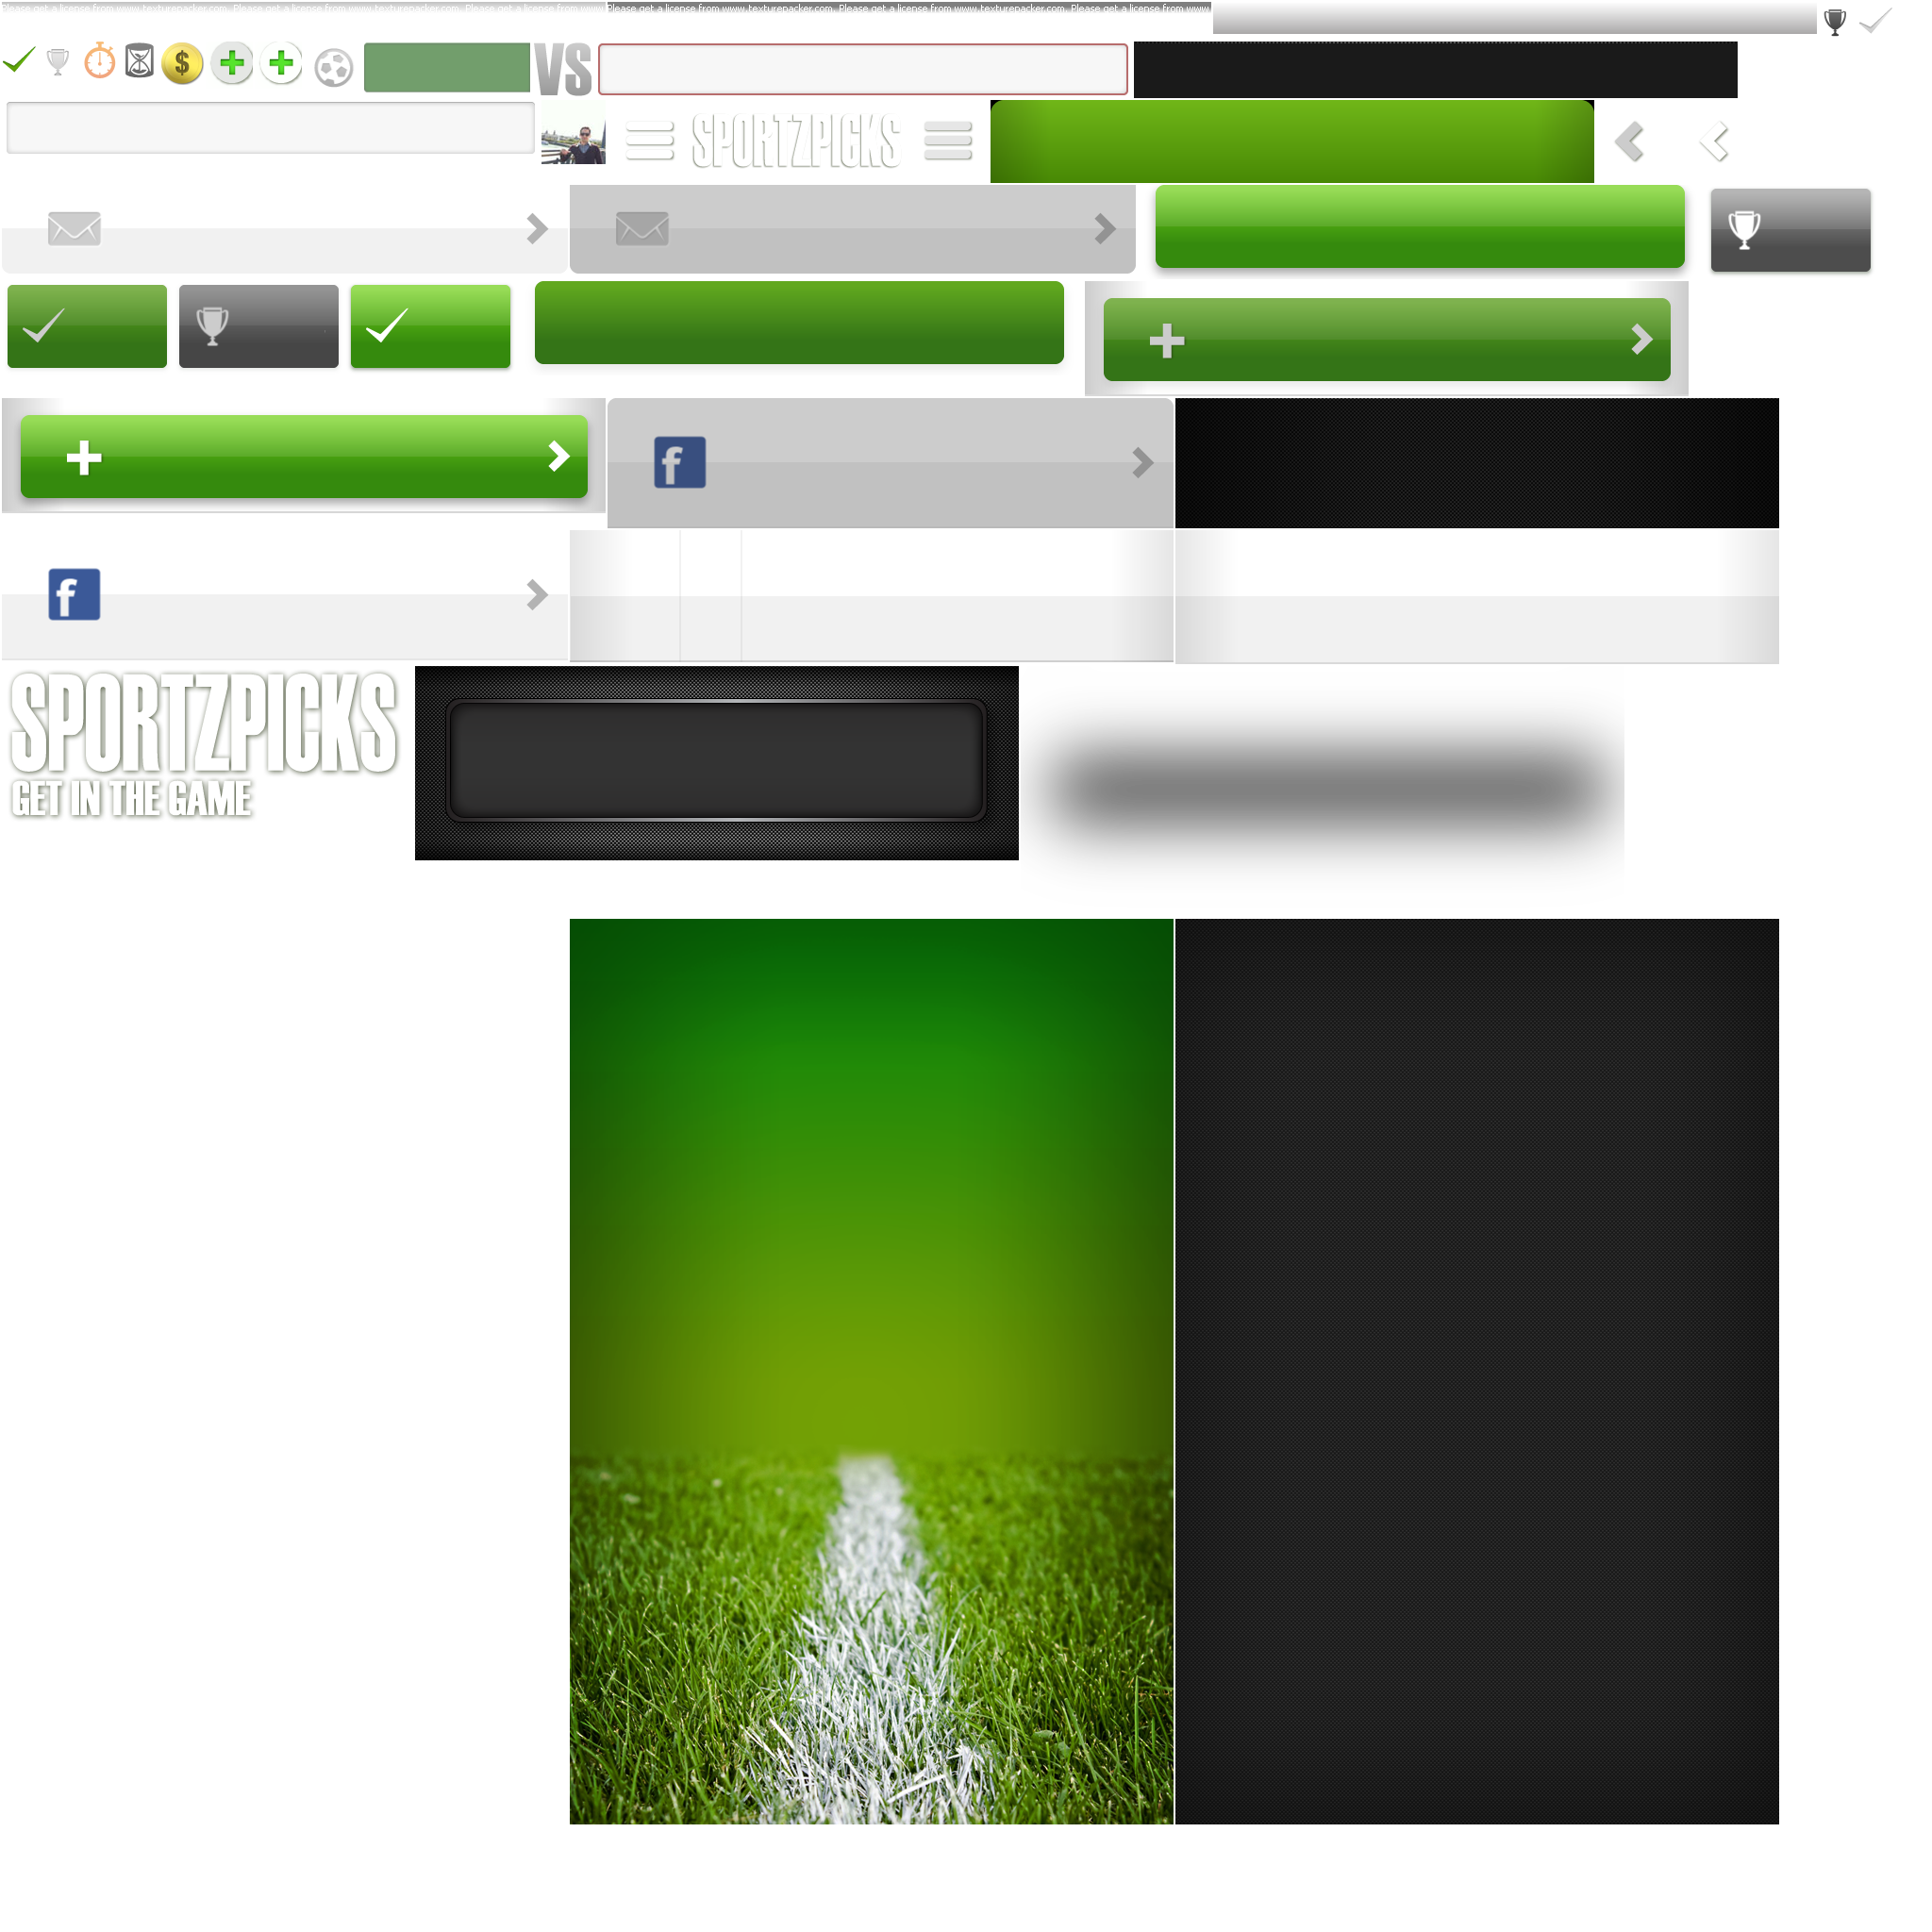 Please get a license from www.texturepacker.com. Please get a license from www.texturepacker.com. Please get a license from www
Please get a license from www.texturepacker.com. Please get a license from www.texturepacker.com. Please get a license from www
$
VS
SPORTZPICKS
f
f
SPORTZPICKS
GET IN THE GAME